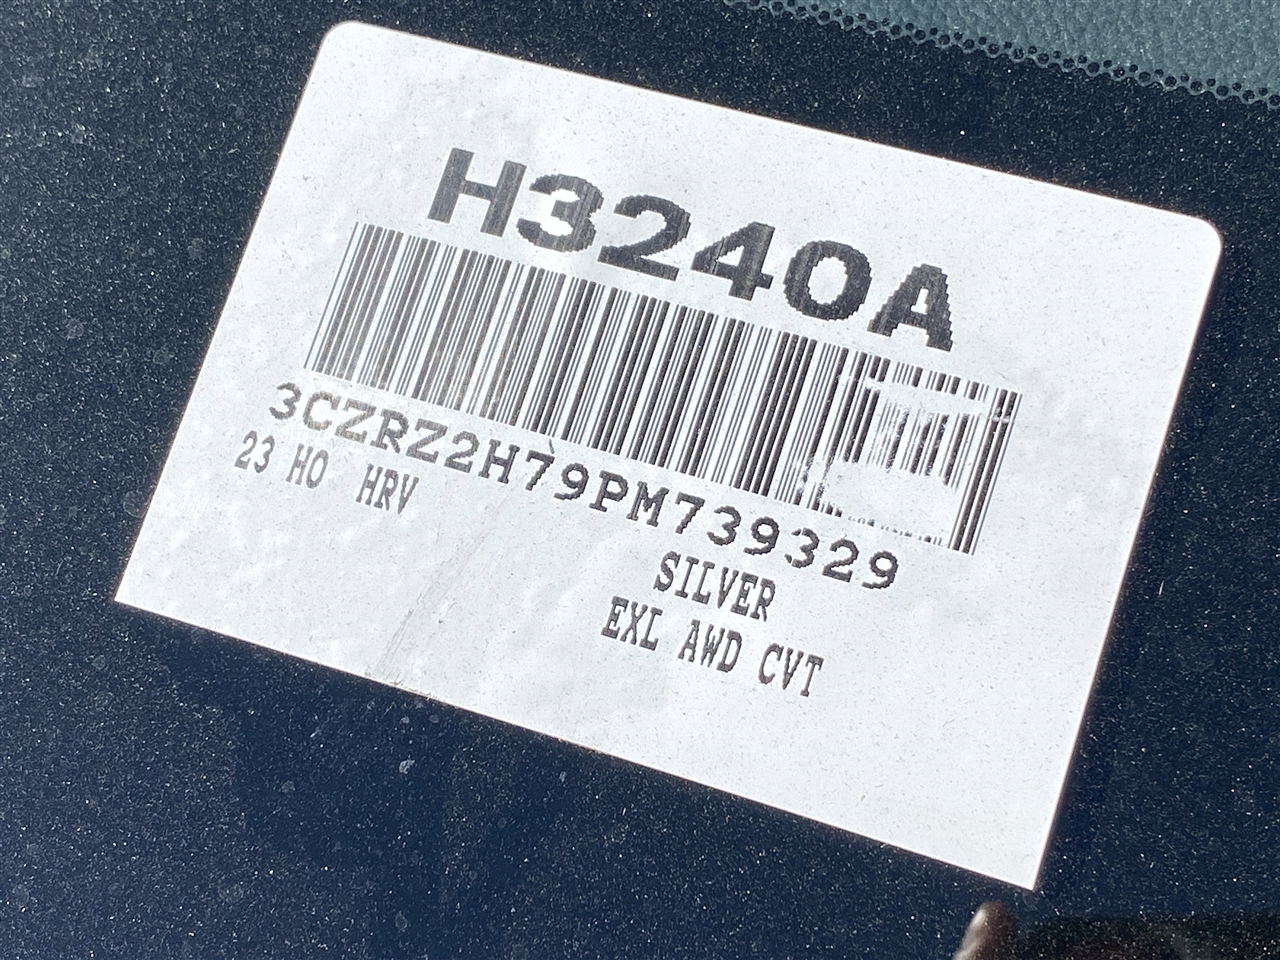 H3240A
3CZRZ2H79PM739329
23 HO HRV
SILVER
EXL AWD CVT